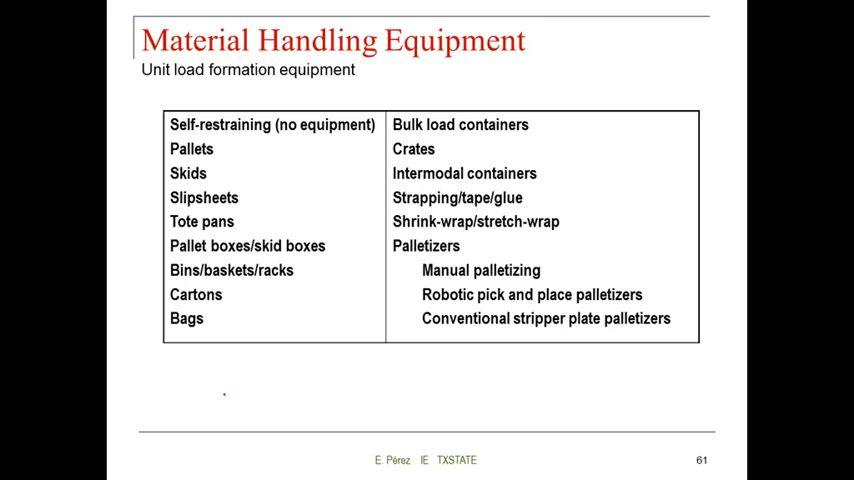 Material Handling Equipment
Unit load formation equipment
Self-restraining (no equipment)
Pallets
Skids
Slipsheets
Tote pans
Pallet boxes/skid boxes
Bins/baskets/racks
Cartons
Bags
Bulk load containers
Crates
Intermodal containers
Strapping/tape/glue
Shrink-wrap/stretch-wrap
Palletizers
Manual palletizing
Robotic pick and place palletizers
Conventional stripper plate palletizers
E. Pérez IE TXSTATE
61